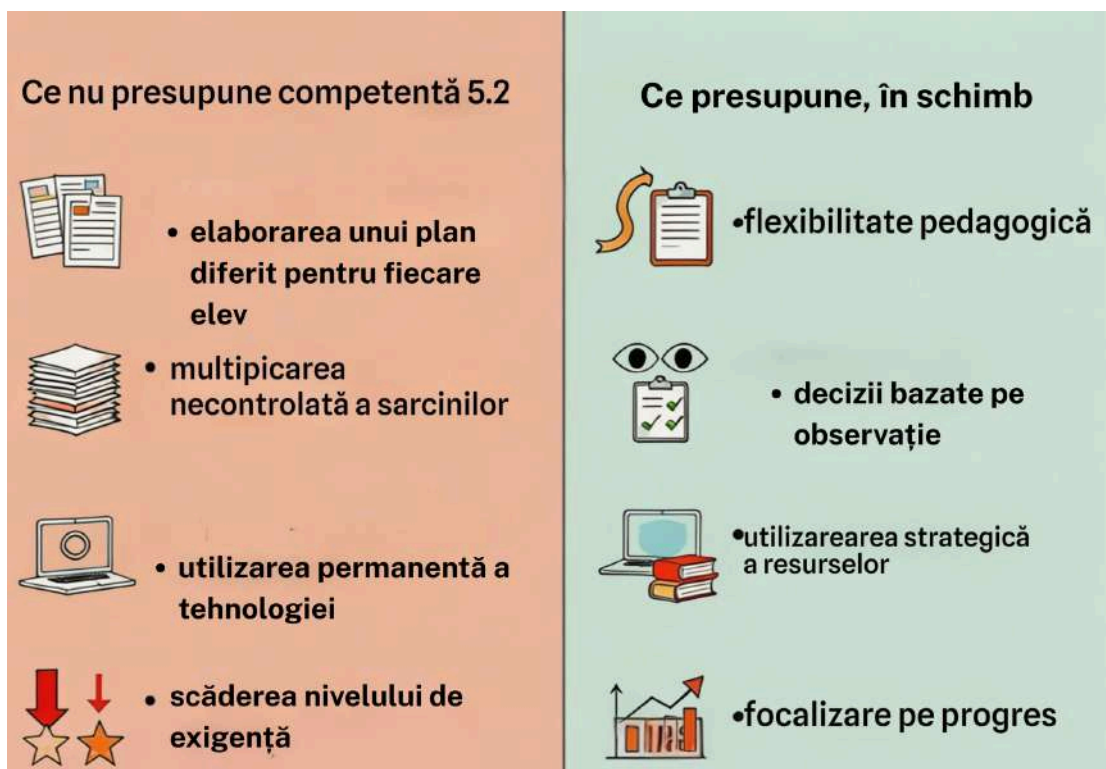 Ce nu presupune competentă 5.2
• elaborarea unui plan
diferit pentru fiecare
elev
• multipicarea
necontrolată a sarcinilor
• utilizarea permanentă a
tehnologiei
• scăderea nivelului de
exigență
Ce presupune, în schimb
•flexibilitate pedagogică
• decizii bazate pe
observație
•utilizarearea strategică
a resurselor
•focalizare pe progres